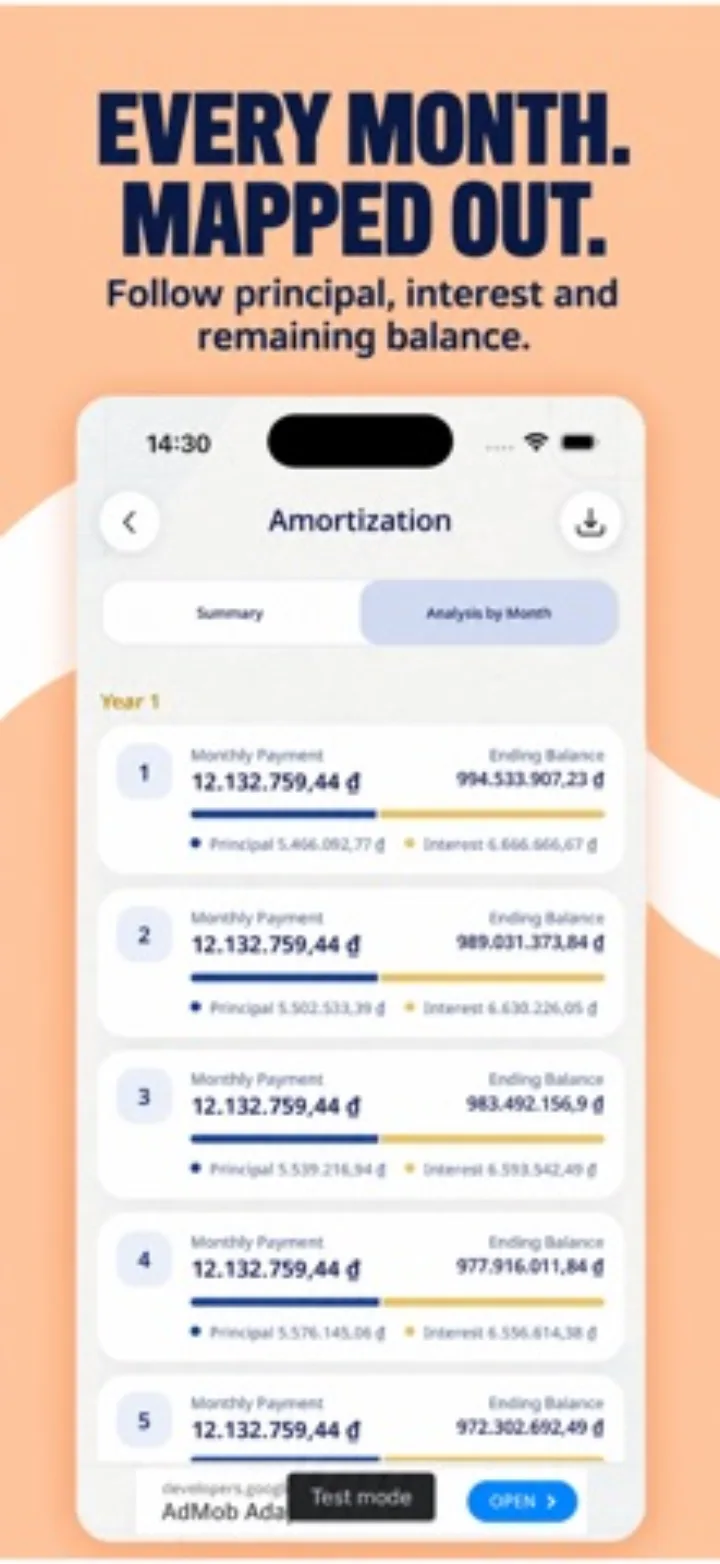 EVERY MONTH.
MAPPED OUT.
Follow principal, interest and
remaining balance.
14:30
Amortization
Summary
Analysis by Month
Year 1
1
Monthly Payment
Ending Balance
12.132.759,44 ₫
994.533.907,23 ₫
Principal 5.466.092,77 ₫
Interest 6.666.666,67 ₫
2
Monthly Payment
Ending Balance
12.132.759,44 ₫
989.031.373,84 ₫
Principal 5.502.533,39 ₫
Interest 6.630.226,05 ₫
3
Monthly Payment
Ending Balance
12.132.759,44 ₫
983.492.156,9 ₫
Principal 5.539.216,94 ₫
Interest 6.593.542,49 ₫
4
Monthly Payment
Ending Balance
12.132.759,44 ₫
977.916.011,84 ₫
Principal 5.576.145,06 ₫
Interest 6.556.614,38 ₫
5
Monthly Payment
Ending Balance
12.132.759,44 ₫
972.302.692,49 ₫
developers.googl
AdMob Ada
Test mode
OPEN